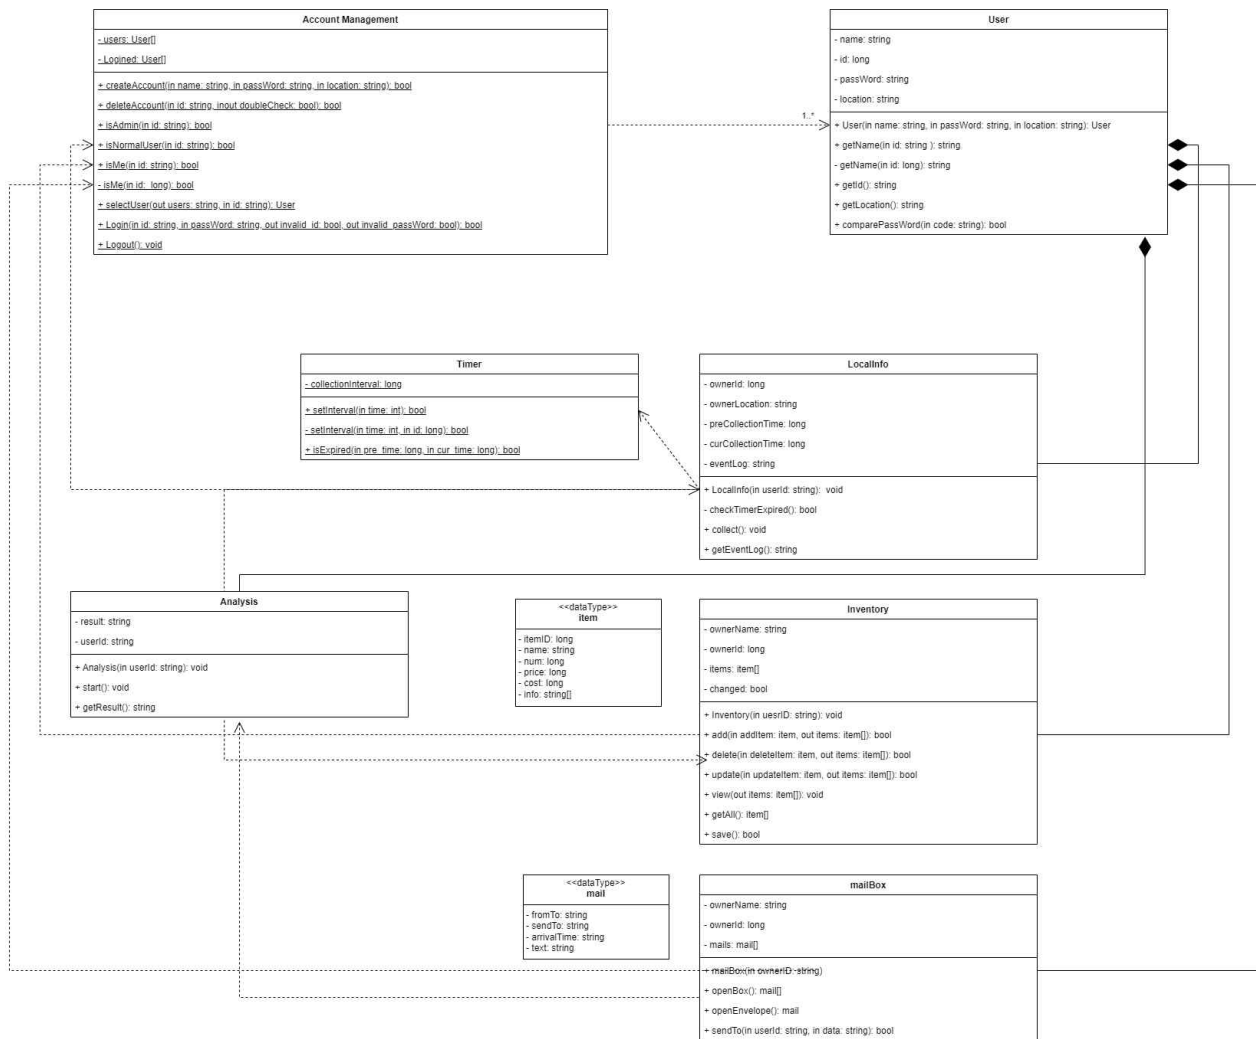 Account Management
- users: User[]
- Logined: User[]
+ createAccount(in name: string, in passWord: string, in location: string): bool
+ deleteAccount(in id: string, inout doubleCheck: bool): bool
+ isAdmin(in id: string): bool
+ isNormalUser(in id: string): bool
+ isMe(in id: string): bool
- isMe(in id: long): bool
+ selectUser(out users: string, in id: string): User
+ Login(in id: string, in passWord: string, out invalid_id: bool, out invalid_passWord: bool): bool
+ Logout(): void
1..*
User
- name: string
- id: long
- passWord: string
- location: string
+ User(in name: string, in passWord: string, in location: string): User
+ getName(in id: string ): string
- getName(in id: long): string
+ getId(): string
+ getLocation(): string
+ comparePassWord(in code: string): bool
Timer
- collectionInterval: long
+ setInterval(in time: int): bool
- setInterval(in time: int, in id: long): bool
+ isExpired(in pre_time: long, in cur_time: long): bool
LocalInfo
- ownerId: long
- ownerLocation: string
- preCollectionTime: long
- curCollectionTime: long
- eventLog: string
+ LocalInfo(in userId: string): void
- checkTimerExpired(): bool
+ collect(): void
+ getEventLog(): string
Analysis
- result: string
- userId: string
+ Analysis(in userId: string): void
+ start(): void
+ getResult(): string
<<dataType>>
item
- itemID: long
- name: string
- num: long
- price: long
- cost: long
- info: string[]
Inventory
- ownerName: string
- ownerId: long
- items: item[]
- changed: bool
+ Inventory(in uesrID: string): void
+ add(in addItem: item, out items: item[]): bool
+ delete(in deleteItem: item, out items: item[]): bool
+ update(in updateItem: item, out items: item[]): bool
+ view(out items: item[]): void
+ getAll(): item[]
+ save(): bool
<<dataType>>
mail
- fromTo: string
- sendTo: string
- arrivalTime: string
- text: string
mailBox
- ownerName: string
- ownerId: long
- mails: mail[]
+ mailBox(in ownerID: string)
+ openBox(): mail[]
+ openEnvelope(): mail
+ sendTo(in userId: string, in data: string): bool